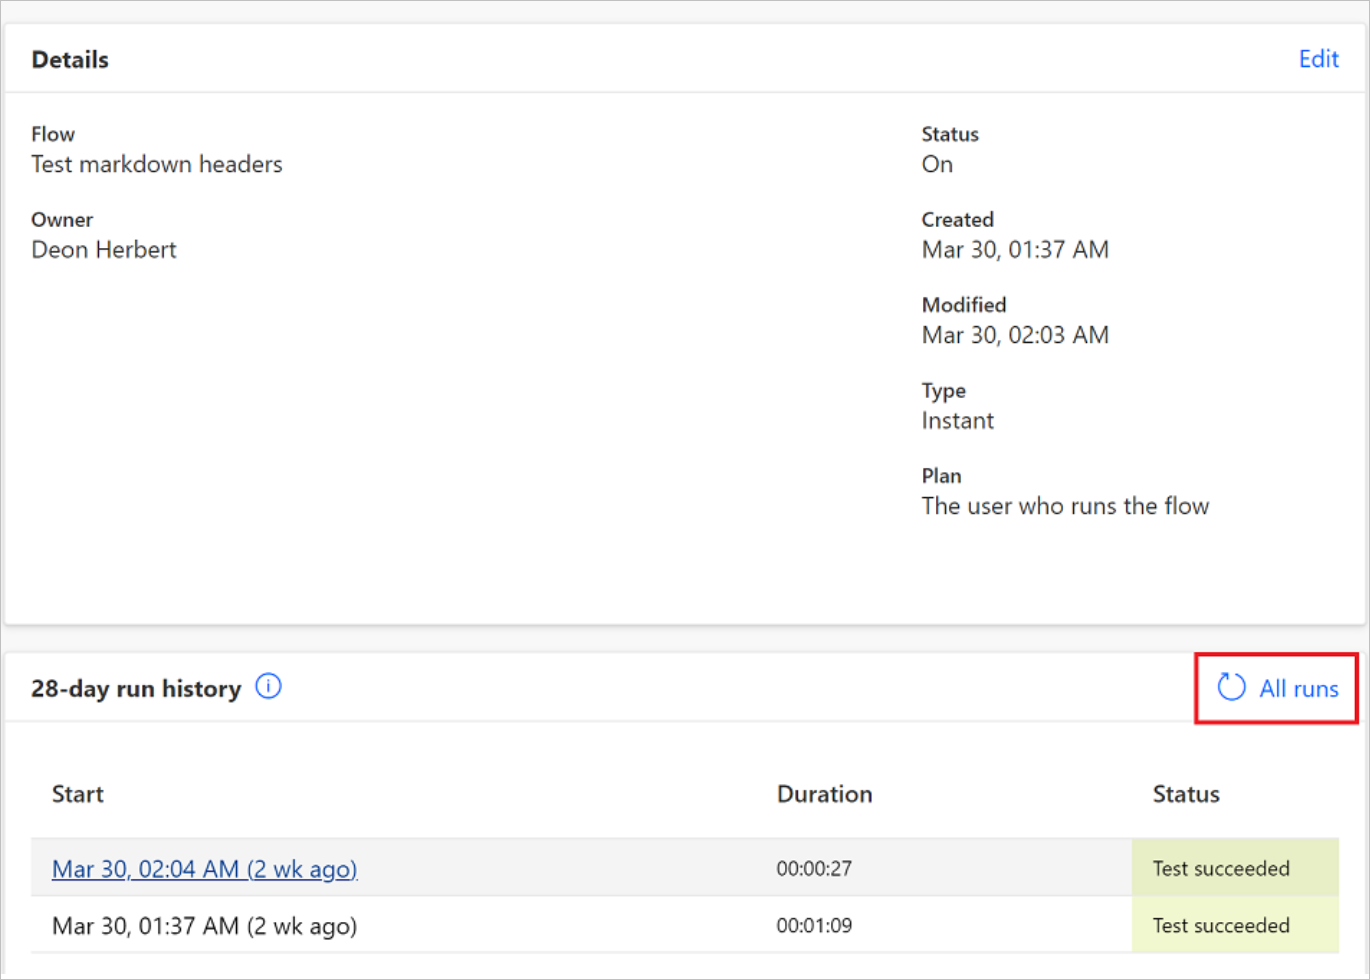 Details
Edit
Flow
Test markdown headers
Owner
Deon Herbert
Status
On
Created
Mar 30, 01:37 AM
Modified
Mar 30, 02:03 AM
Type
Instant
Plan
The user who runs the flow
28-day run history
All runs
Start Duration Status
Mar 30, 02:04 AM (2 wk ago) 00:00:27 Test succeeded
Mar 30, 01:37 AM (2 wk ago) 00:01:09 Test succeeded